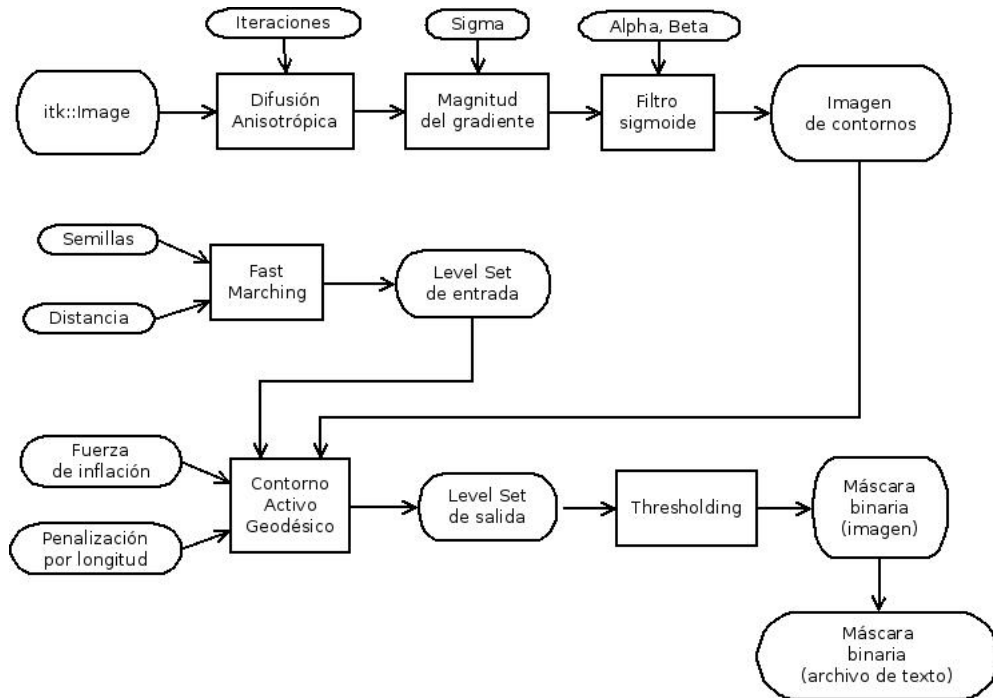 Iteraciones
Sigma
Alpha, Beta
itk::Image
Difusión
Anisotrópica
Magnitud
del gradiente
Filtro
sigmoide
Imagen
de contornos
Semillas
Distancia
Fast
Marching
Level Set
de entrada
Fuerza
de inflación
Penalización
por longitud
Contorno
Activo
Geodésico
Level Set
de salida
Thresholding
Máscara
binaria
(imagen)
Máscara
binaria
(archivo de texto)